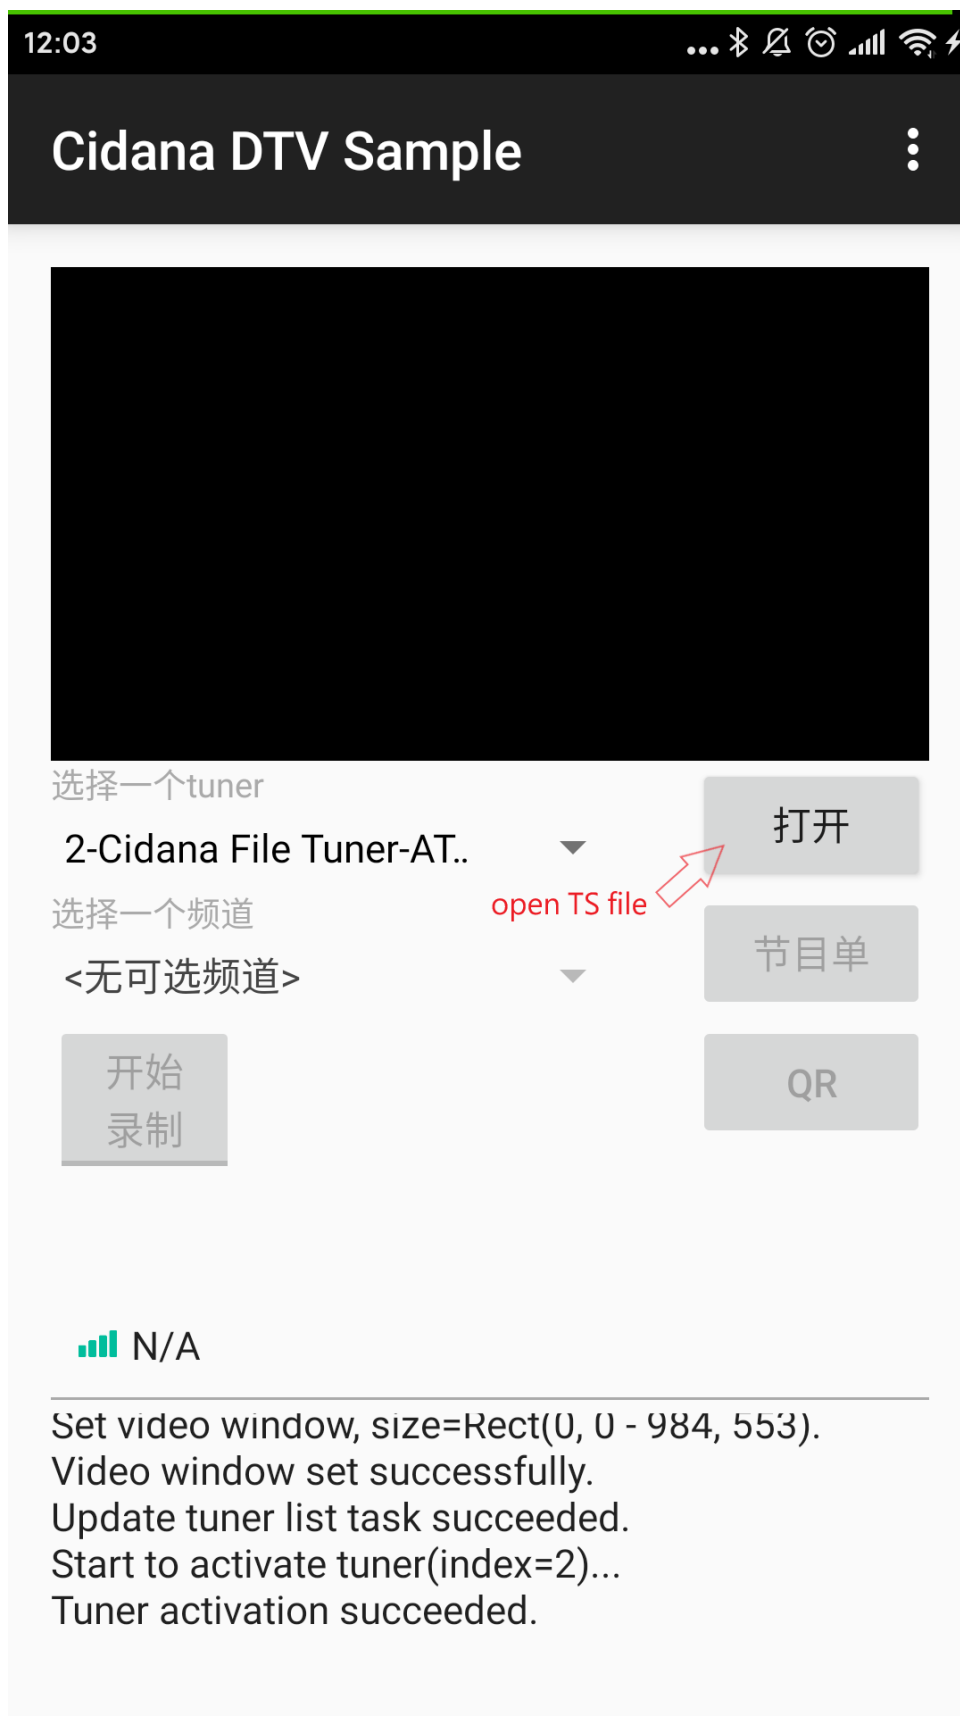 12:03
Cidana DTV Sample
选择一个tuner
2-Cidana File Tuner-AT..
打开
选择一个频道
open TS file
<无可选频道>
节目单
开始
录制
QR
N/A
Set video window, size=Rect(0, 0 - 984, 553).
Video window set successfully.
Update tuner list task succeeded.
Start to activate tuner(index=2)...
Tuner activation succeeded.